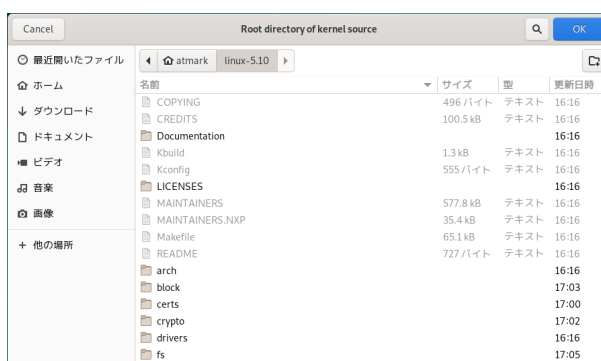 Cancel Root directory of kernel source OK
最近開いたファイル
ホーム
ダウンロード
ドキュメント
ビデオ
音楽
画像
+ 他の場所
atmark linux-5.10
名前 サイズ 型 更新日時
COPYING 496 バイト テキスト 16:16
CREDITS 100.5 kB テキスト 16:16
Documentation 16:16
Kbuild 1.3 kB テキスト 16:16
Kconfig 555 バイト テキスト 16:16
LICENSES 16:16
MAINTAINERS 577.8 kB テキスト 16:16
MAINTAINERS.NXP 35.4 kB テキスト 16:16
Makefile 65.1 kB テキスト 16:16
README 727 バイト テキスト 16:16
arch 16:16
block 17:03
certs 17:00
crypto 17:02
drivers 16:16
fs 17:05